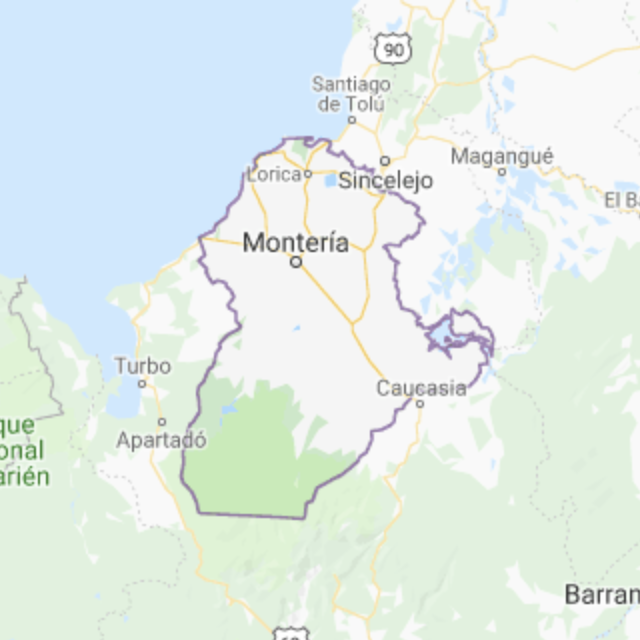 90
Santiago
de Tolú
Magangué
Lorica
Sincelejo
El Ba
Montería
Turbo
Caucasia
que
onal
arién
Apartadó
Barran